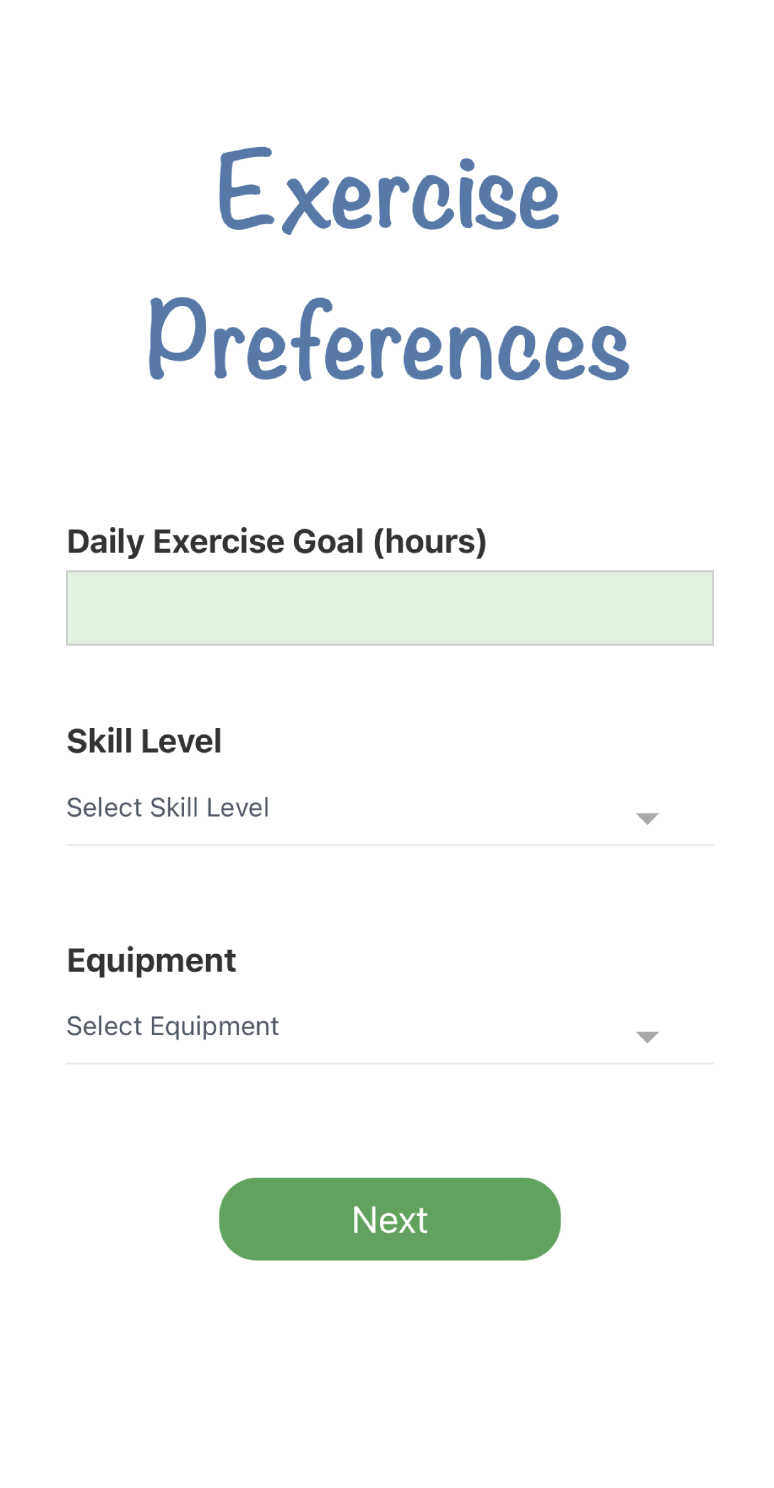 Exercise
Preferences
Daily Exercise Goal (hours)
Skill Level
Select Skill Level
Equipment
Select Equipment
Next